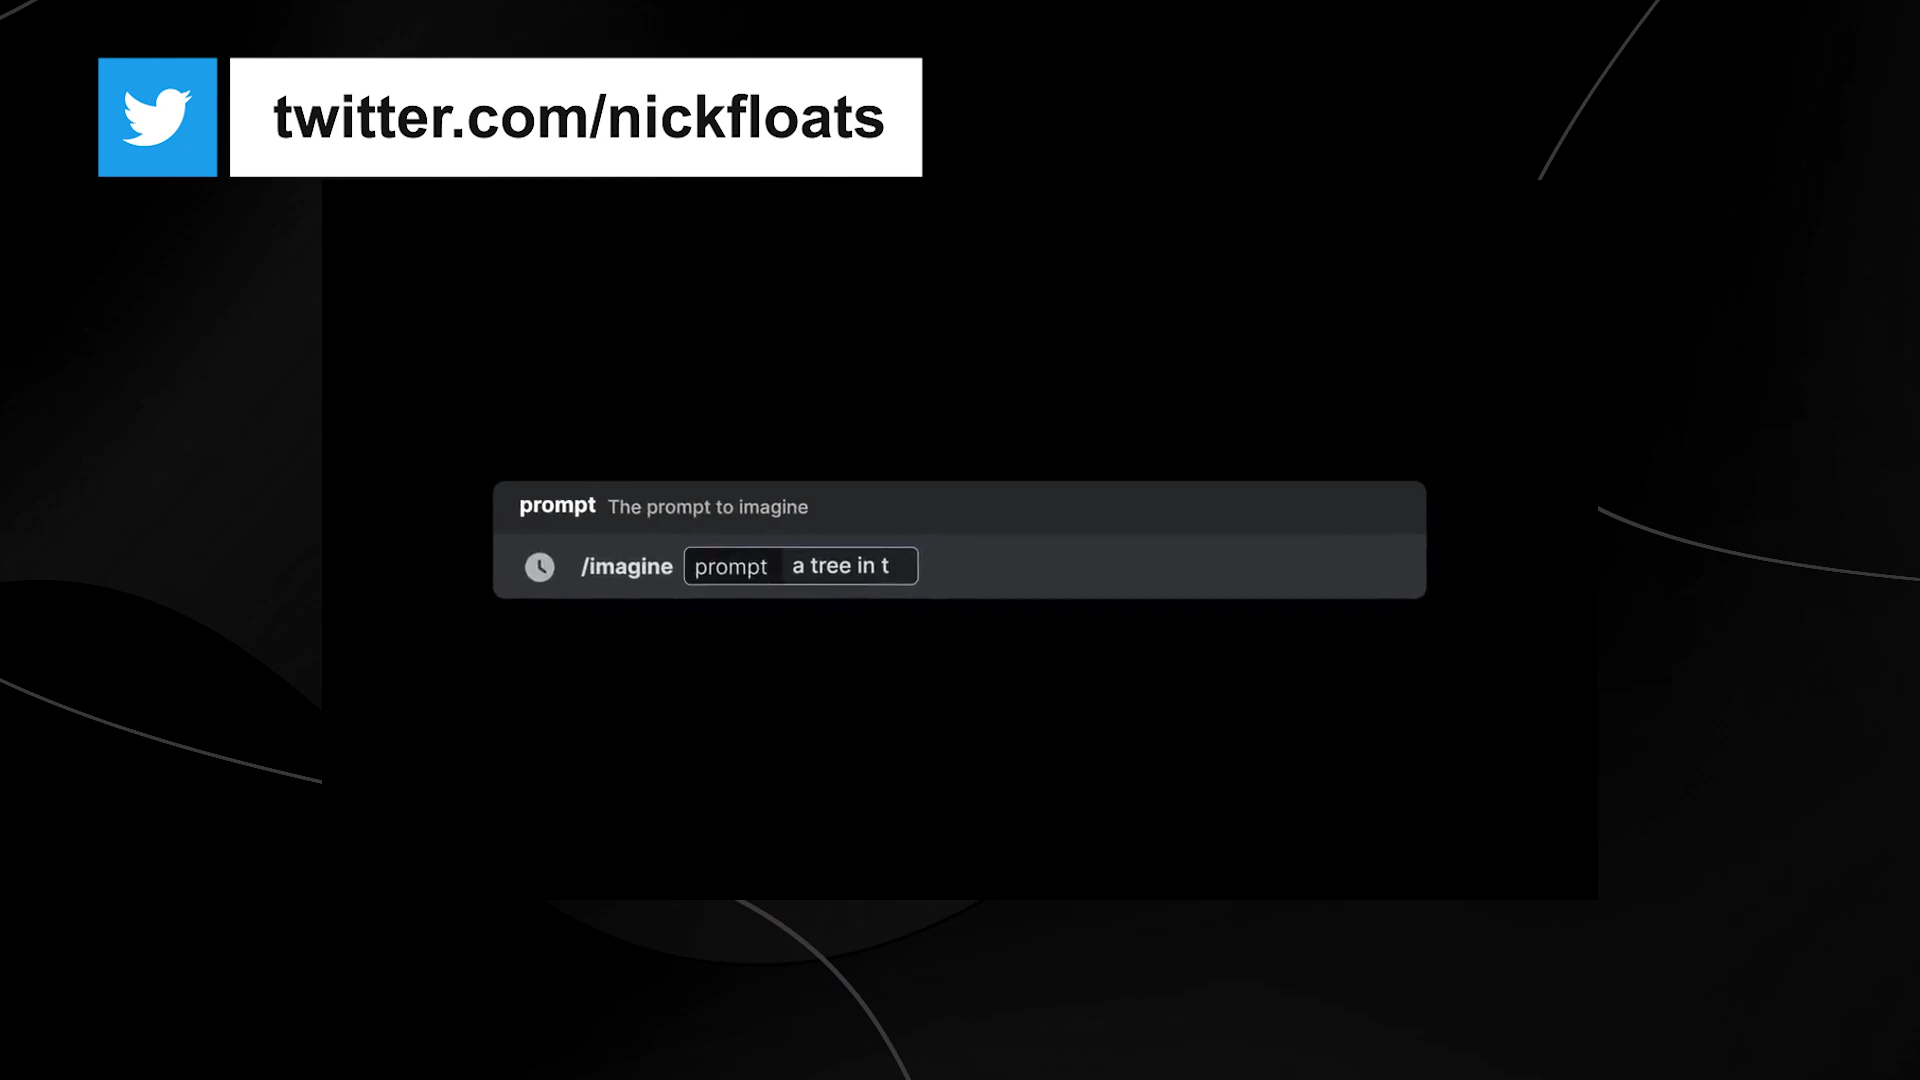 twitter.com/nickfloats
prompt The prompt to imagine
/imagine prompt a tree in t